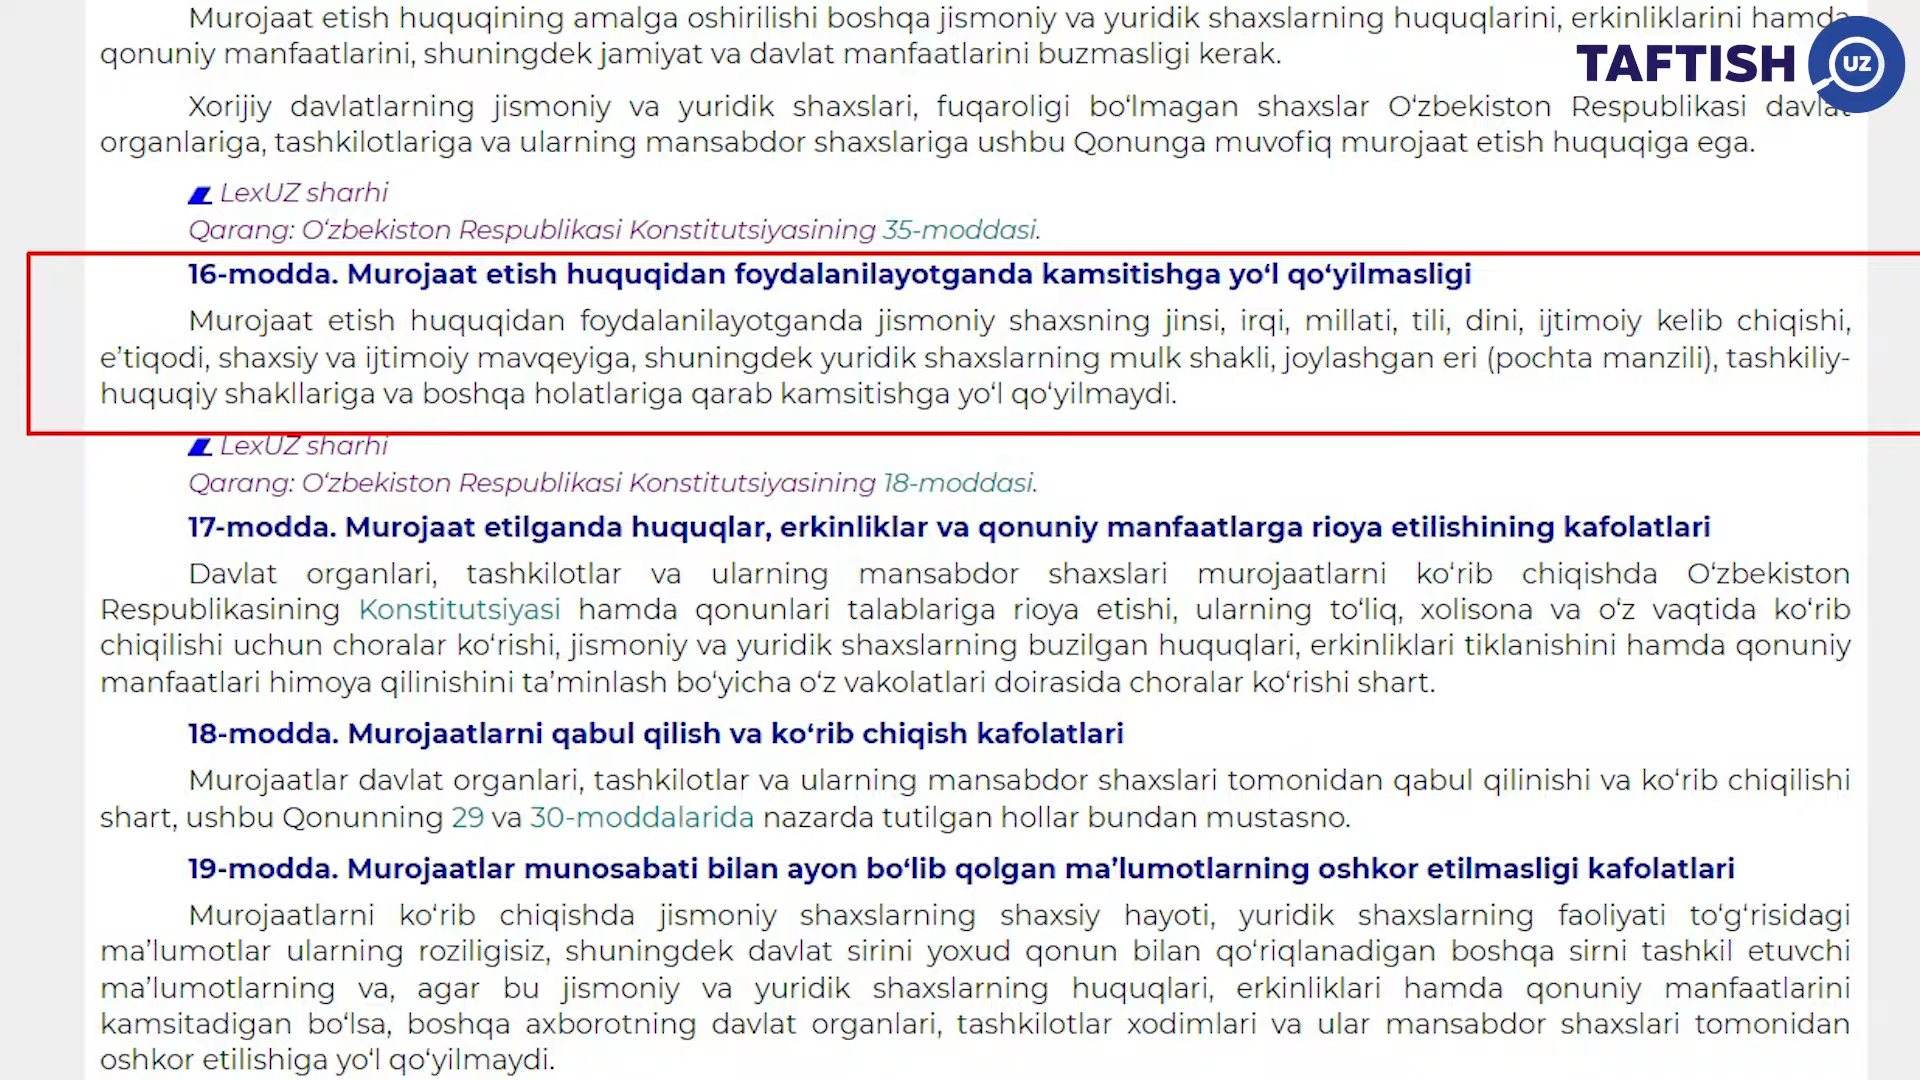 Murojaat etish huquqining amalga oshirilishi boshqa jismoniy va yuridik shaxslarning huquqlarini, erkinliklarini hamda
qonuniy manfaatlarini, shuningdek jamiyat va davlat manfaatlarini buzmasligi kerak.
TAFTISH UZ
Xorijiy davlatlarning jismoniy va yuridik shaxslari, fuqaroligi bo‘lmagan shaxslar O‘zbekiston Respublikasi davlat
organlariga, tashkilotlariga va ularning mansabdor shaxslariga ushbu Qonunga muvofiq murojaat etish huquqiga ega.
LexUZ sharhi
Qarang: O‘zbekiston Respublikasi Konstitutsiyasining 35-moddasi.
16-modda. Murojaat etish huquqidan foydalanilayotganda kamsitishga yo‘l qo‘yilmasligi
Murojaat etish huquqidan foydalanilayotganda jismoniy shaxsning jinsi, irqi, millati, tili, dini, ijtimoiy kelib chiqishi,
e’tiqodi, shaxsiy va ijtimoiy mavqeyiga, shuningdek yuridik shaxslarning mulk shakli, joylashgan eri (pochta manzili), tashkiliy-
huquqiy shakllariga va boshqa holatlariga qarab kamsitishga yo‘l qo‘yilmaydi.
LexUZ sharhi
Qarang: O‘zbekiston Respublikasi Konstitutsiyasining 18-moddasi.
17-modda. Murojaat etilganda huquqlar, erkinliklar va qonuniy manfaatlarga rioya etilishining kafolatlari
Davlat organlari, tashkilotlar va ularning mansabdor shaxslari murojaatlarni ko‘rib chiqishda O‘zbekiston
Respublikasining Konstitutsiyasi hamda qonunlari talablariga rioya etishi, ularning to‘liq, xolisona va o‘z vaqtida ko‘rib
chiqilishi uchun choralar ko‘rishi, jismoniy va yuridik shaxslarning buzilgan huquqlari, erkinliklari tiklanishini hamda qonuniy
manfaatlari himoya qilinishini ta’minlash bo‘yicha o‘z vakolatlari doirasida choralar ko‘rishi shart.
18-modda. Murojaatlarni qabul qilish va ko‘rib chiqish kafolatlari
Murojaatlar davlat organlari, tashkilotlar va ularning mansabdor shaxslari tomonidan qabul qilinishi va ko‘rib chiqilishi
shart, ushbu Qonunning 29 va 30-moddalarida nazarda tutilgan hollar bundan mustasno.
19-modda. Murojaatlar munosabati bilan ayon bo‘lib qolgan ma’lumotlarning oshkor etilmasligi kafolatlari
Murojaatlarni ko‘rib chiqishda jismoniy shaxslarning shaxsiy hayoti, yuridik shaxslarning faoliyati to‘g‘risidagi
ma’lumotlar ularning roziligisiz, shuningdek davlat sirini yoxud qonun bilan qo‘riqlanadigan boshqa sirni tashkil etuvchi
ma’lumotlarning va, agar bu jismoniy va yuridik shaxslarning huquqlari, erkinliklari hamda qonuniy manfaatlarini
kamsitadigan bo‘lsa, boshqa axborotning davlat organlari, tashkilotlar xodimlari va ular mansabdor shaxslari tomonidan
oshkor etilishiga yo‘l qo‘yilmaydi.